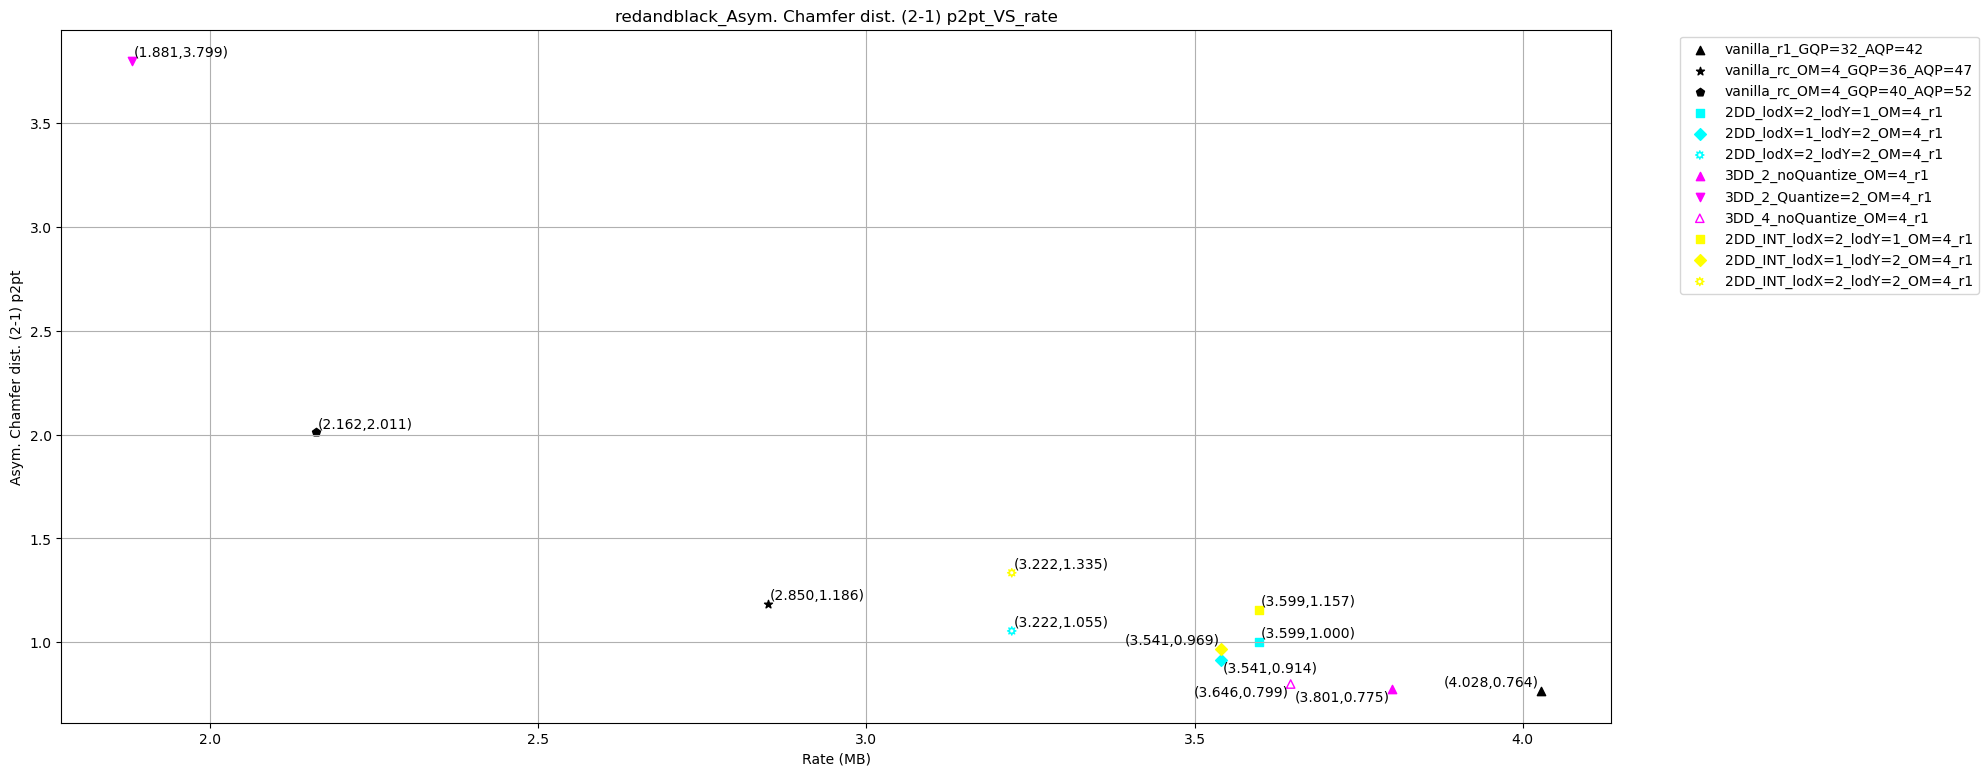 redandblack_Asym. Chamfer dist. (2-1) p2pt_VS_rate
(1.881,3.799)
(2.162,2.011)
(3.222,1.335)
(2.850,1.186)
(3.599,1.157)
(3.222,1.055)
(3.599,1.000)
(3.541,0.969)
(3.541,0.914)
(4.028,0.764)
(3.646,0.799)
(3.801,0.775)
3.5
3.0
2.5
2.0
1.5
1.0
Asym. Chamfer dist. (2-1) p2pt
2.0
2.5
3.0
3.5
4.0
Rate (MB)
vanilla_r1_GQP=32_AQP=42
vanilla_rc_OM=4_GQP=36_AQP=47
vanilla_rc_OM=4_GQP=40_AQP=52
2DD_lodX=2_lodY=1_OM=4_r1
2DD_lodX=1_lodY=2_OM=4_r1
2DD_lodX=2_lodY=2_OM=4_r1
3DD_2_noQuantize_OM=4_r1
3DD_2_Quantize=2_OM=4_r1
3DD_4_noQuantize_OM=4_r1
2DD_INT_lodX=2_lodY=1_OM=4_r1
2DD_INT_lodX=1_lodY=2_OM=4_r1
2DD_INT_lodX=2_lodY=2_OM=4_r1